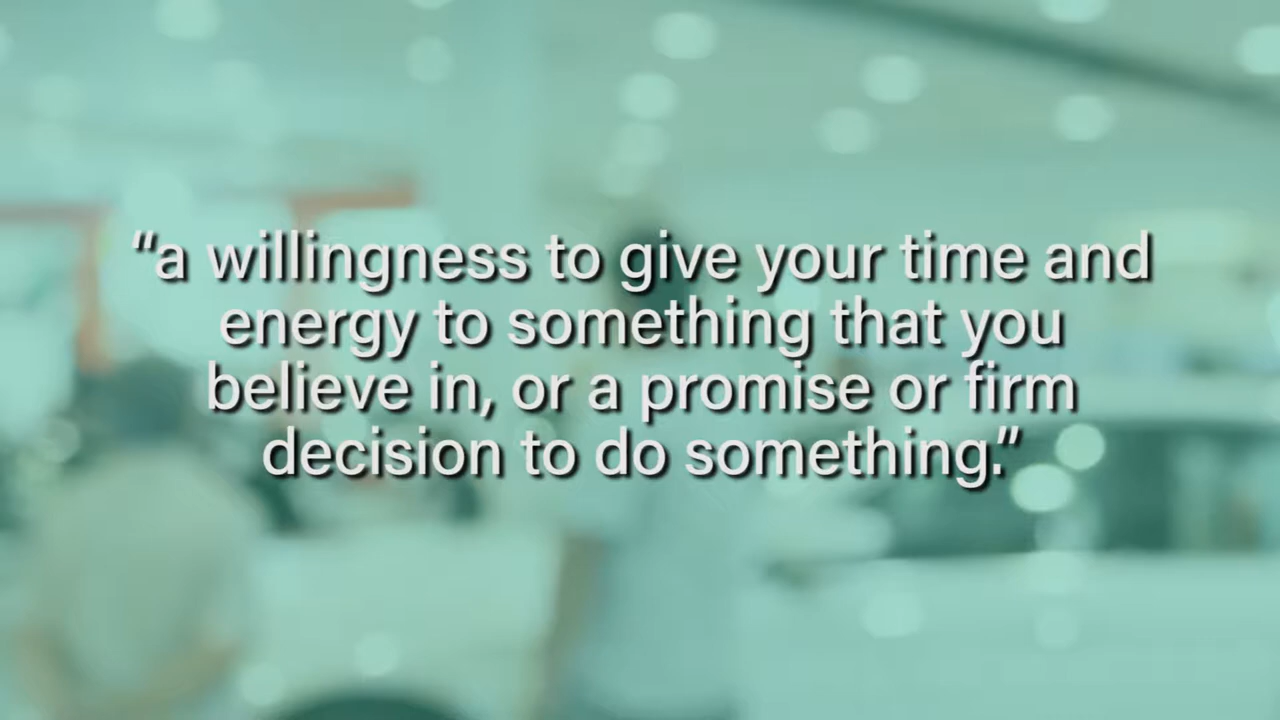 “a willingness to give your time and
energy to something that you
believe in, or a promise or firm
decision to do something.”